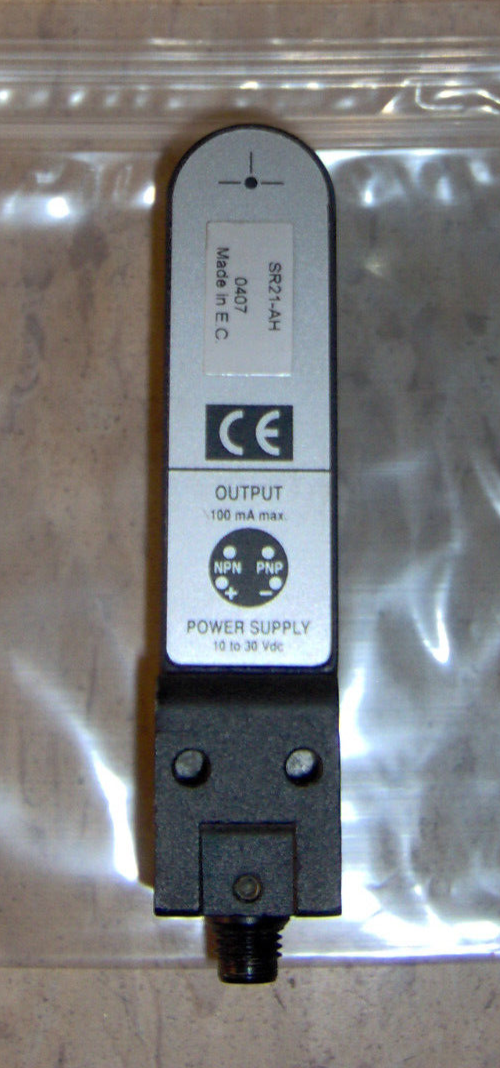 SR21-AH
0407
Made in E.C.
CE
OUTPUT
100 mA max.
NPN PNP
+ −
POWER SUPPLY
10 to 30 Vdc